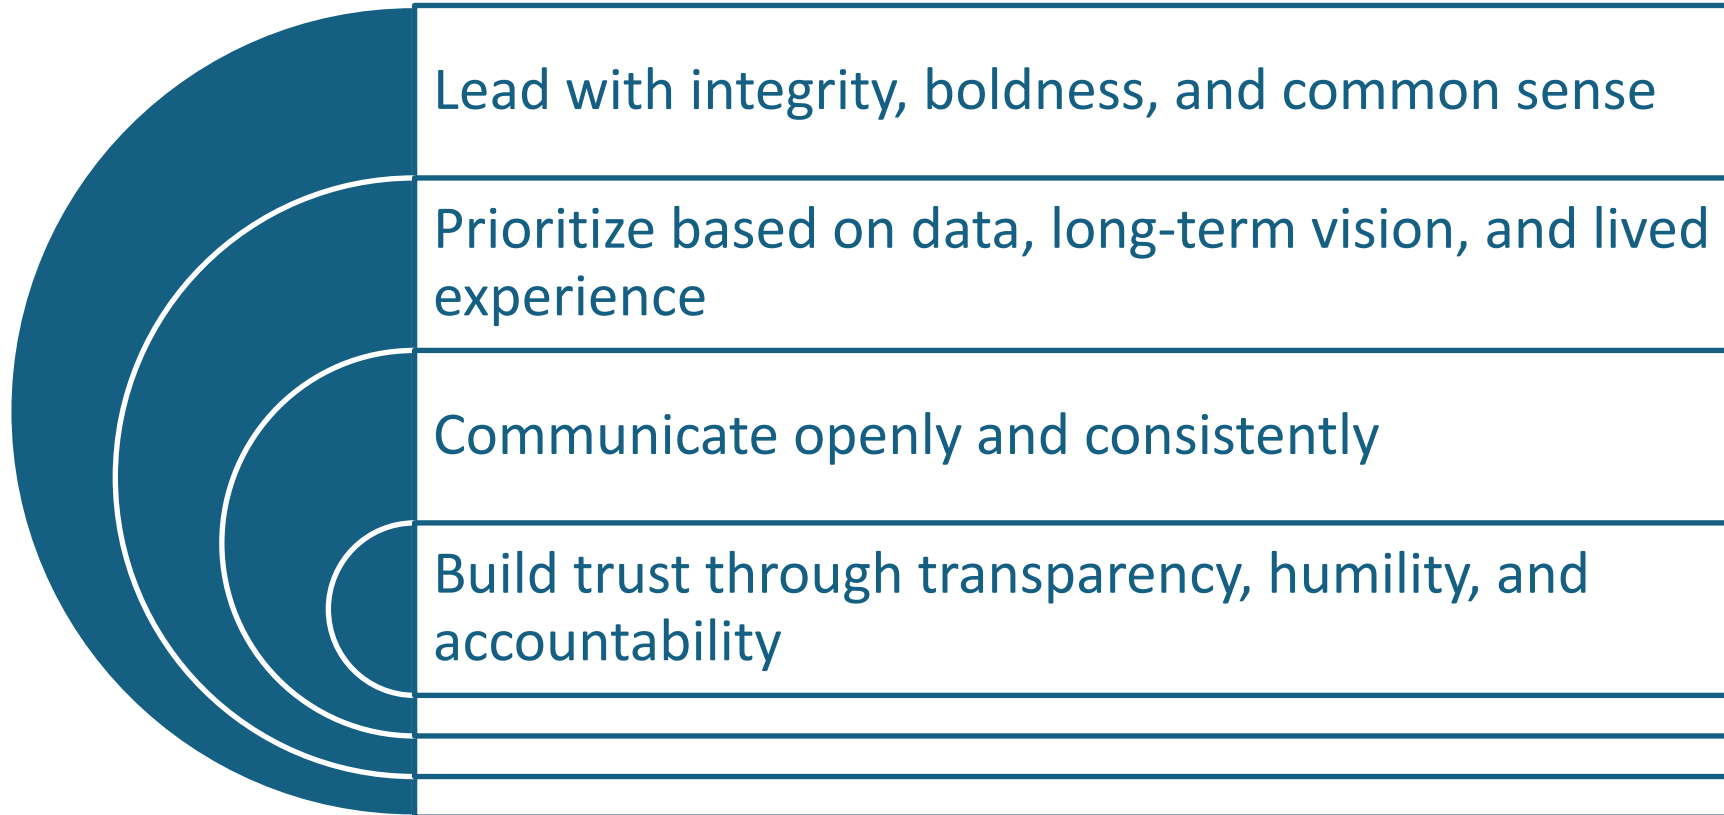 Lead with integrity, boldness, and common sense
Prioritize based on data, long-term vision, and lived
experience
Communicate openly and consistently
Build trust through transparency, humility, and
accountability